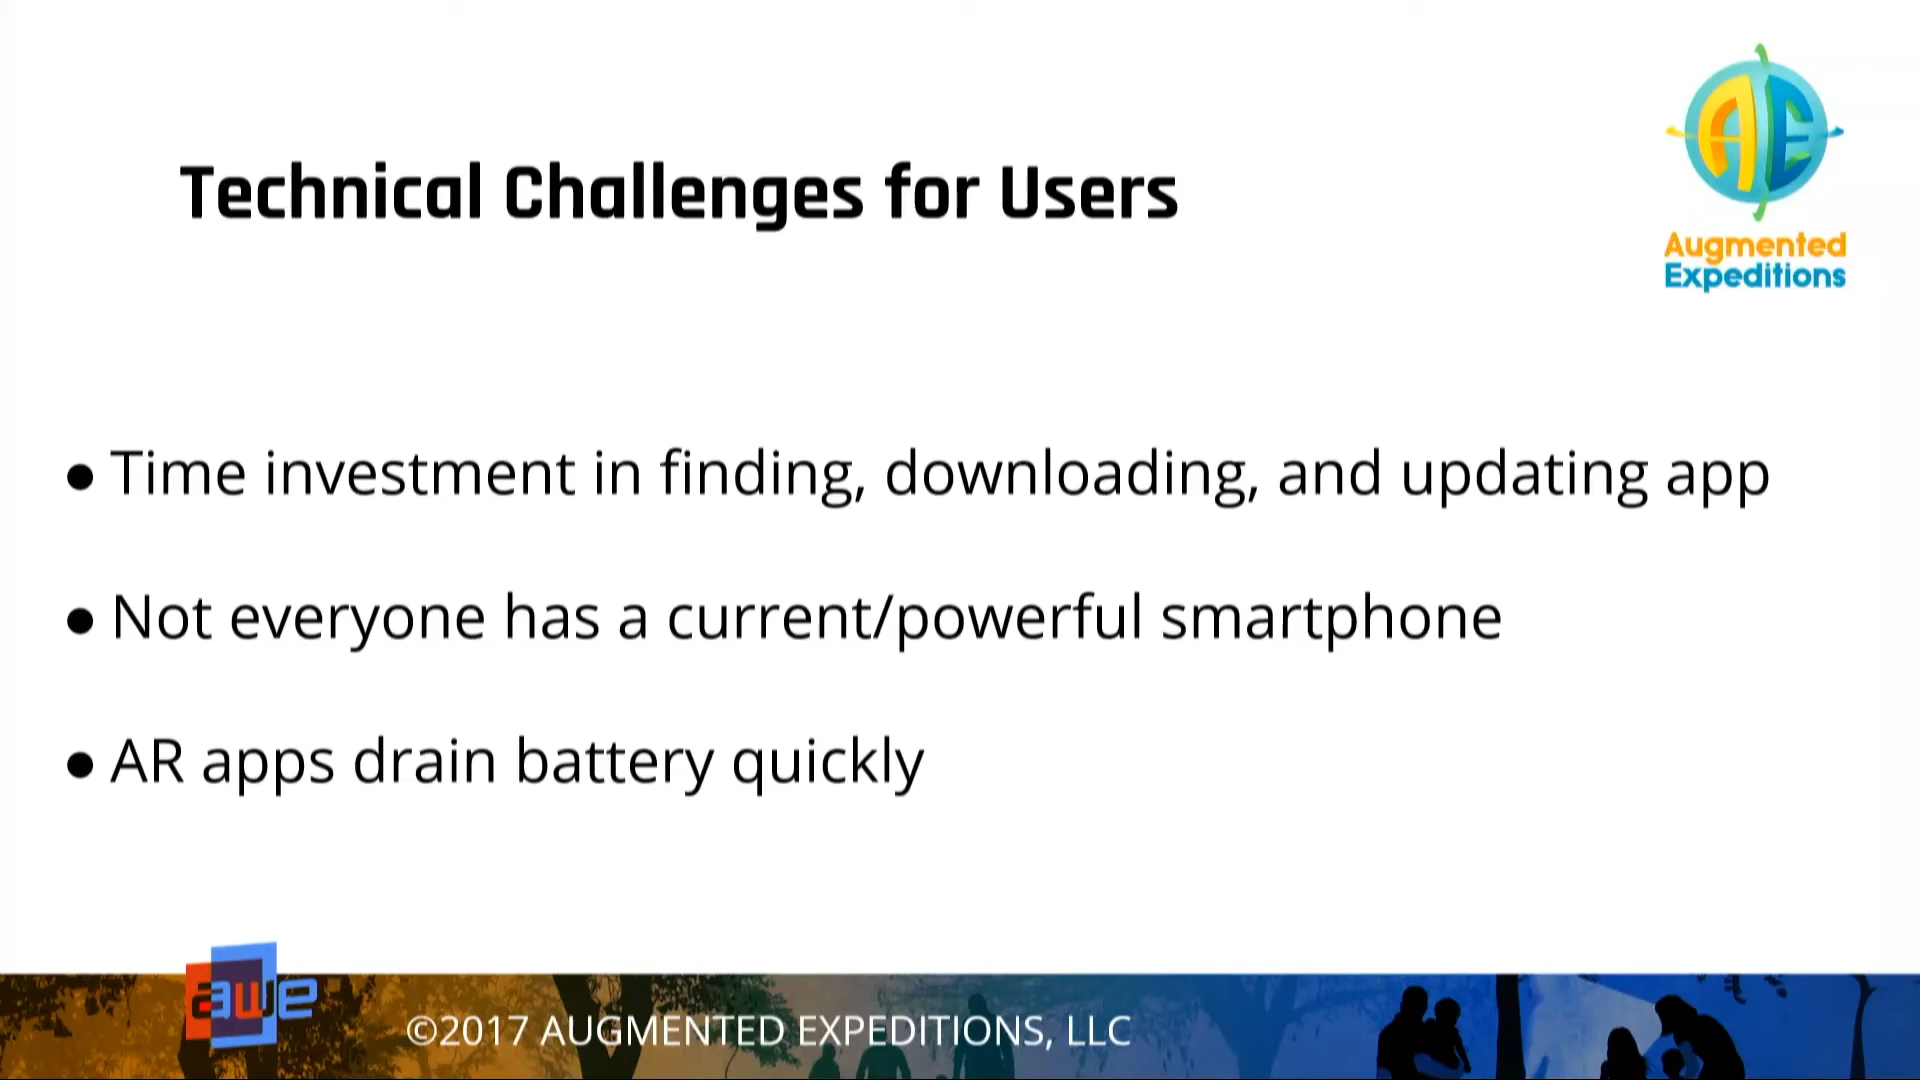 AE
Augmented
Expeditions
Technical Challenges for Users
● Time investment in finding, downloading, and updating app
● Not everyone has a current/powerful smartphone
● AR apps drain battery quickly
awe
©2017 AUGMENTED EXPEDITIONS, LLC